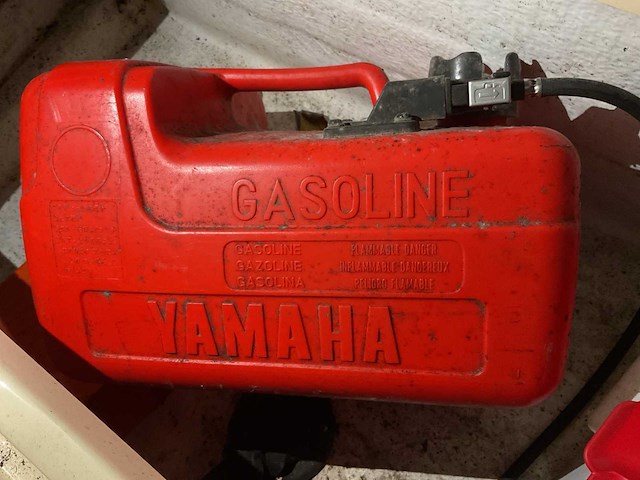 GASOLINE
GASOLINE FLAMMABLE-DANGER
GAZOLINE INFLAMMABLE-DANGEREUX
GASOLINA PELIGRO FLAMABLE
YAMAHA